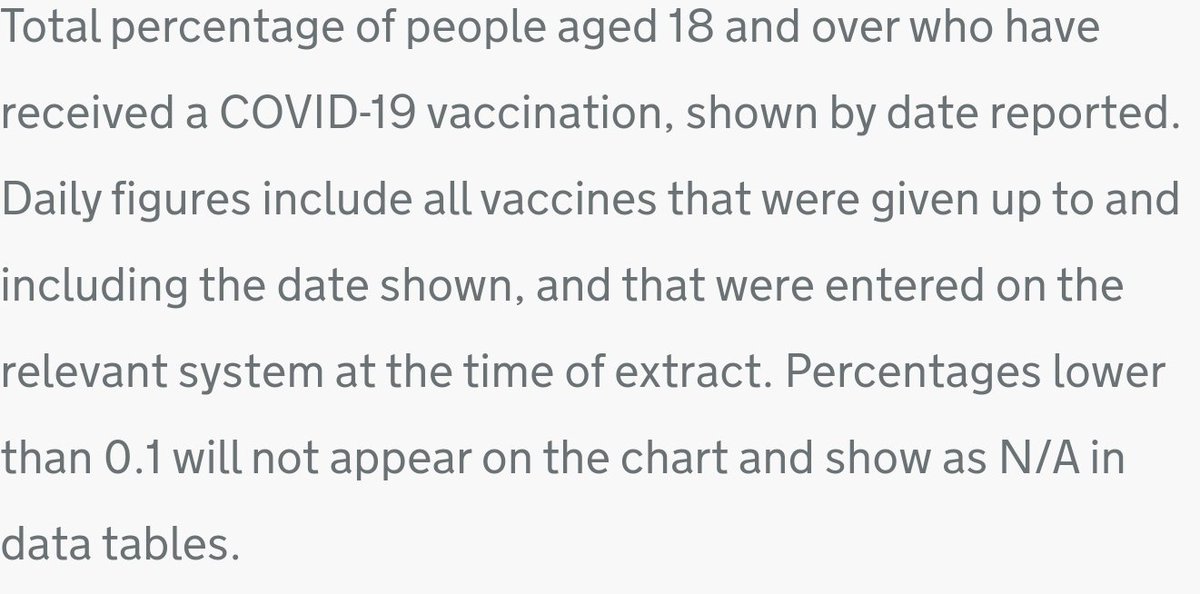 Total percentage of people aged 18 and over who have
received a COVID-19 vaccination, shown by date reported.
Daily figures include all vaccines that were given up to and
including the date shown, and that were entered on the
relevant system at the time of extract. Percentages lower
than 0.1 will not appear on the chart and show as N/A in
data tables.